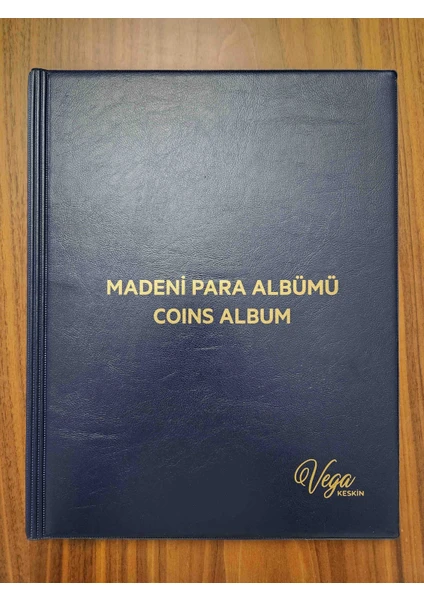 MADENİ PARA ALBÜMÜ
COINS ALBUM
Vega
KESKİN